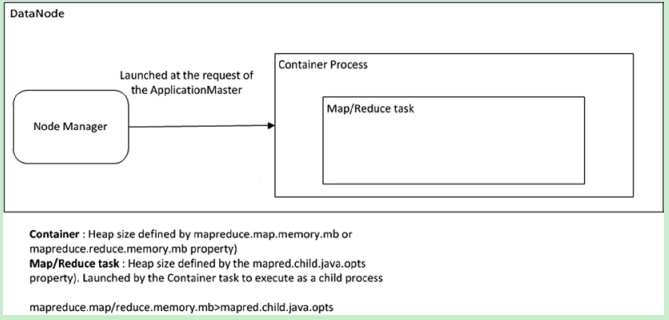 DataNode
Launched at the request of
the ApplicationMaster
Node Manager
Container Process
Map/Reduce task
Container : Heap size defined by mapreduce.map.memory.mb or
mapreduce.reduce.memory.mb property)
Map/Reduce task : Heap size defined by the mapred.child.java.opts
property). Launched by the Container task to execute as a child process
mapreduce.map/reduce.memory.mb>mapred.child.java.opts